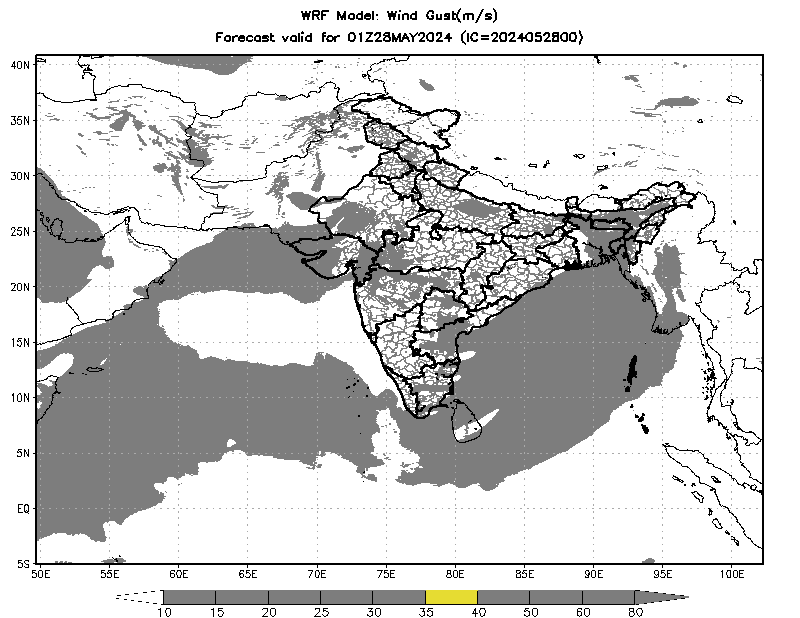 WRF Model: Wind Gust(m/s)
Forecast valid for 01Z28MAY2024 (IC=2024052800)
40N
35N
30N
25N
20N
15N
10N
5N
EQ
5S
50E 55E 60E 65E 70E 75E 80E 85E 90E 95E 100E
10 15 20 25 30 35 40 50 60 80